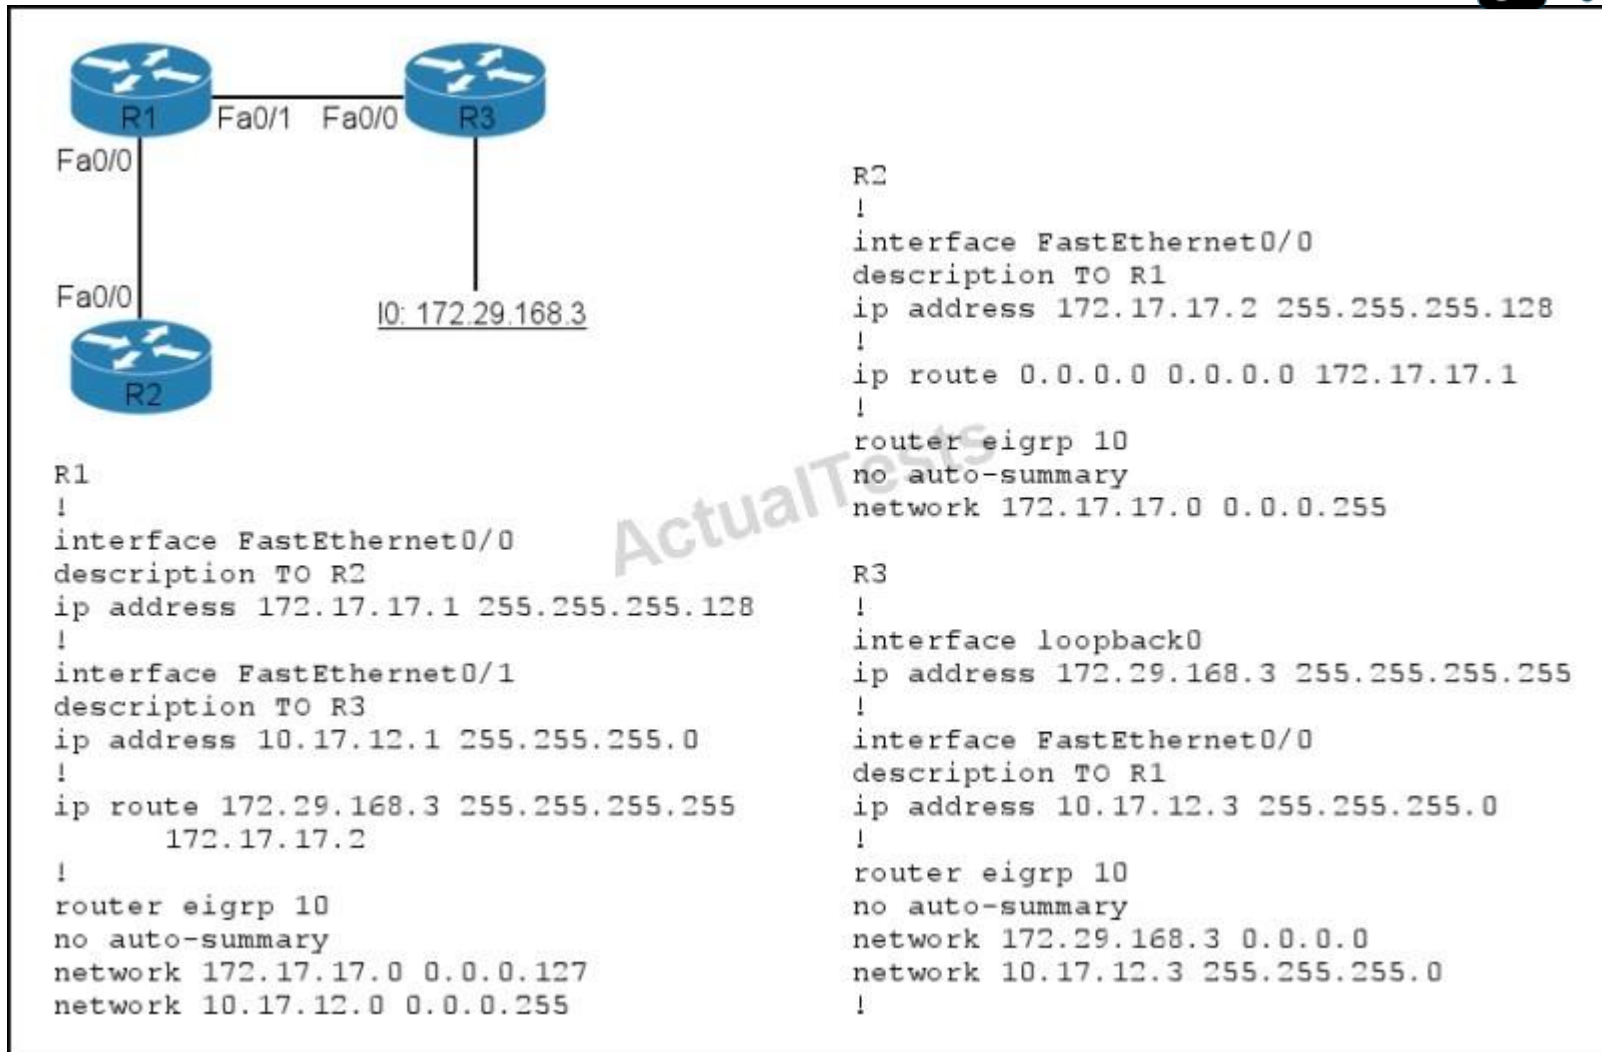 R1
Fa0/1
Fa0/0
R3
Fa0/0
Fa0/0
R2
l0: 172.29.168.3
R1
!
interface FastEthernet0/0
description TO R2
ip address 172.17.17.1 255.255.255.128
!
interface FastEthernet0/1
description TO R3
ip address 10.17.12.1 255.255.255.0
!
ip route 172.29.168.3 255.255.255.255
172.17.17.2
!
router eigrp 10
no auto-summary
network 172.17.17.0 0.0.0.127
network 10.17.12.0 0.0.0.255
ActualTests
R2
!
interface FastEthernet0/0
description TO R1
ip address 172.17.17.2 255.255.255.128
!
ip route 0.0.0.0 0.0.0.0 172.17.17.1
!
router eigrp 10
no auto-summary
network 172.17.17.0 0.0.0.255
R3
!
interface loopback0
ip address 172.29.168.3 255.255.255.255
!
interface FastEthernet0/0
description TO R1
ip address 10.17.12.3 255.255.255.0
!
router eigrp 10
no auto-summary
network 172.29.168.3 0.0.0.0
network 10.17.12.3 255.255.255.0
!